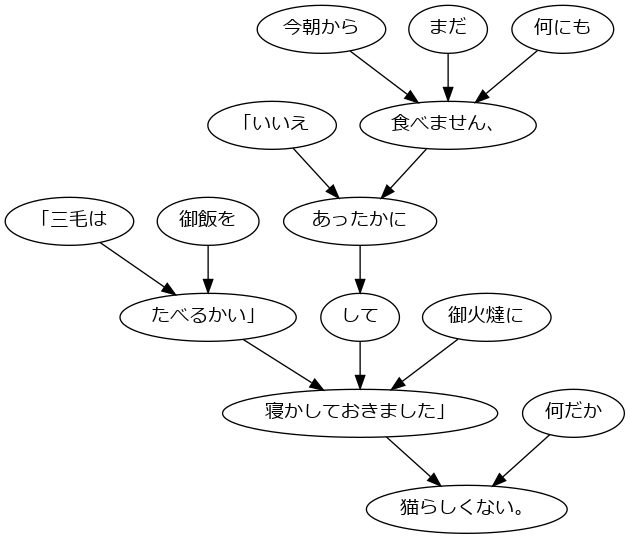 今朝から
まだ
何にも
「いいえ
食べません、
「三毛は
御飯を
あったかに
たべるかい」
して
御火燵に
寝かしておきました」
何だか
猫らしくない。